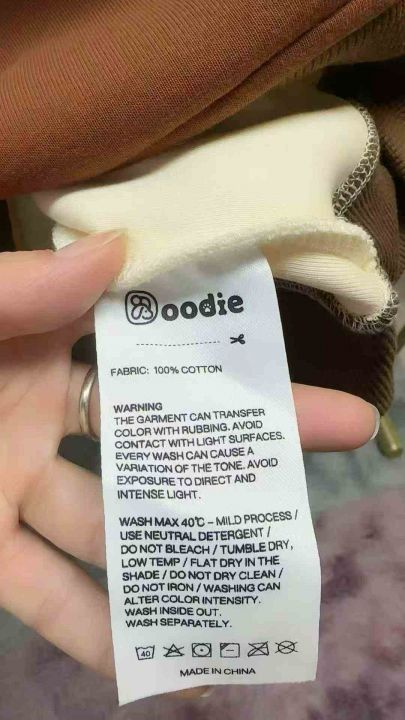 Roodie
FABRIC: 100% COTTON
WARNING
THE GARMENT CAN TRANSFER
COLOR WITH RUBBING. AVOID
CONTACT WITH LIGHT SURFACES.
EVERY WASH CAN CAUSE A
VARIATION OF THE TONE. AVOID
EXPOSURE TO DIRECT AND
INTENSE LIGHT.
WASH MAX 40℃ – MILD PROCESS /
USE NEUTRAL DETERGENT /
DO NOT BLEACH / TUMBLE DRY,
LOW TEMP / FLAT DRY IN THE
SHADE / DO NOT DRY CLEAN /
DO NOT IRON / WASHING CAN
ALTER COLOR INTENSITY.
WASH INSIDE OUT.
WASH SEPARATELY.
40
MADE IN CHINA